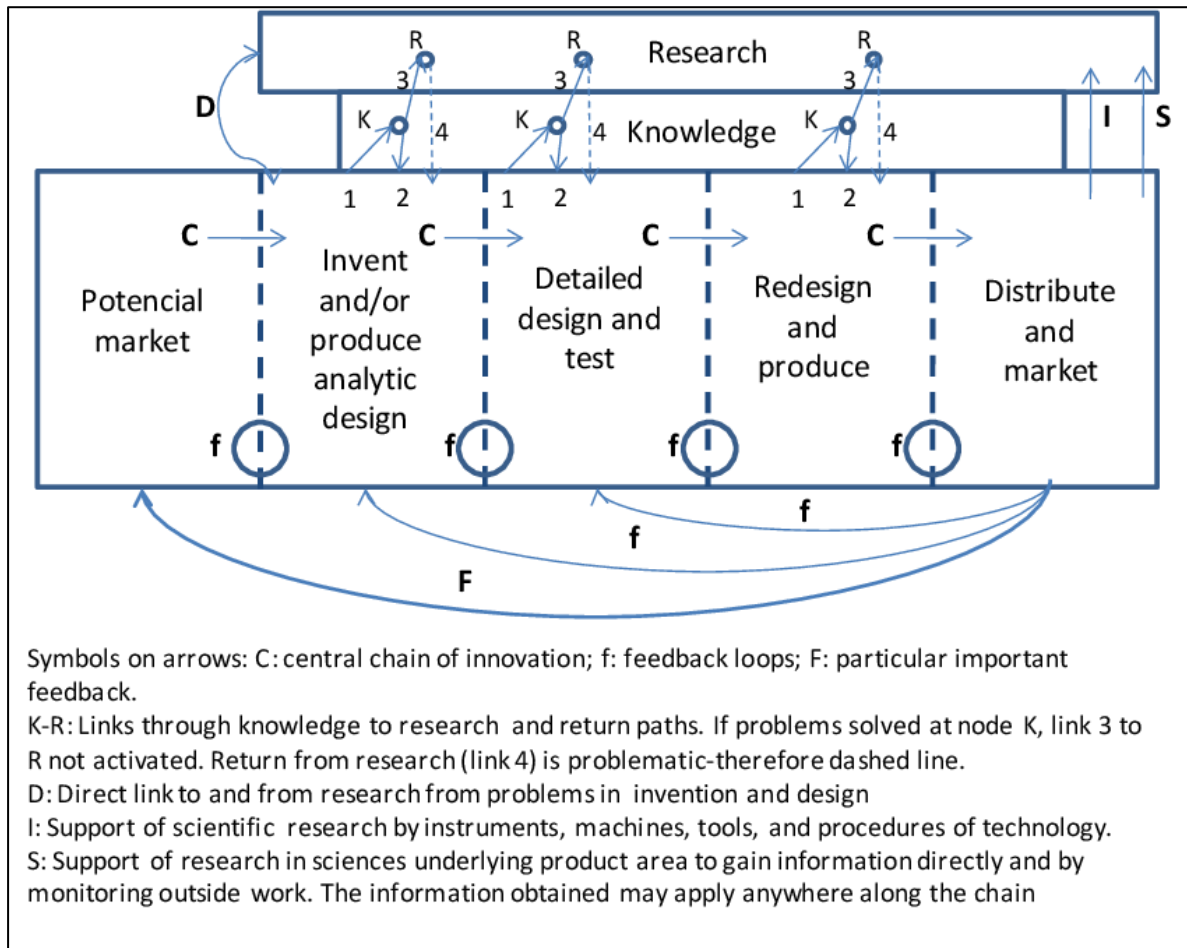 R R R
Research
3 3 3
D
I S
K 4 K 4 K 4
Knowledge
1 2 1 2 1 2
C C C C
Potencial
market
Invent
and/or
produce
analytic
design
Detailed
design and
test
Redesign
and
produce
Distribute
and
market
f f f f
f
f
F
Symbols on arrows: C: central chain of innovation; f: feedback loops; F: particular important
feedback.
K-R: Links through knowledge to research and return paths. If problems solved at node K, link 3 to
R not activated. Return from research (link 4) is problematic-therefore dashed line.
D: Direct link to and from research from problems in invention and design
I: Support of scientific research by instruments, machines, tools, and procedures of technology.
S: Support of research in sciences underlying product area to gain information directly and by
monitoring outside work. The information obtained may apply anywhere along the chain